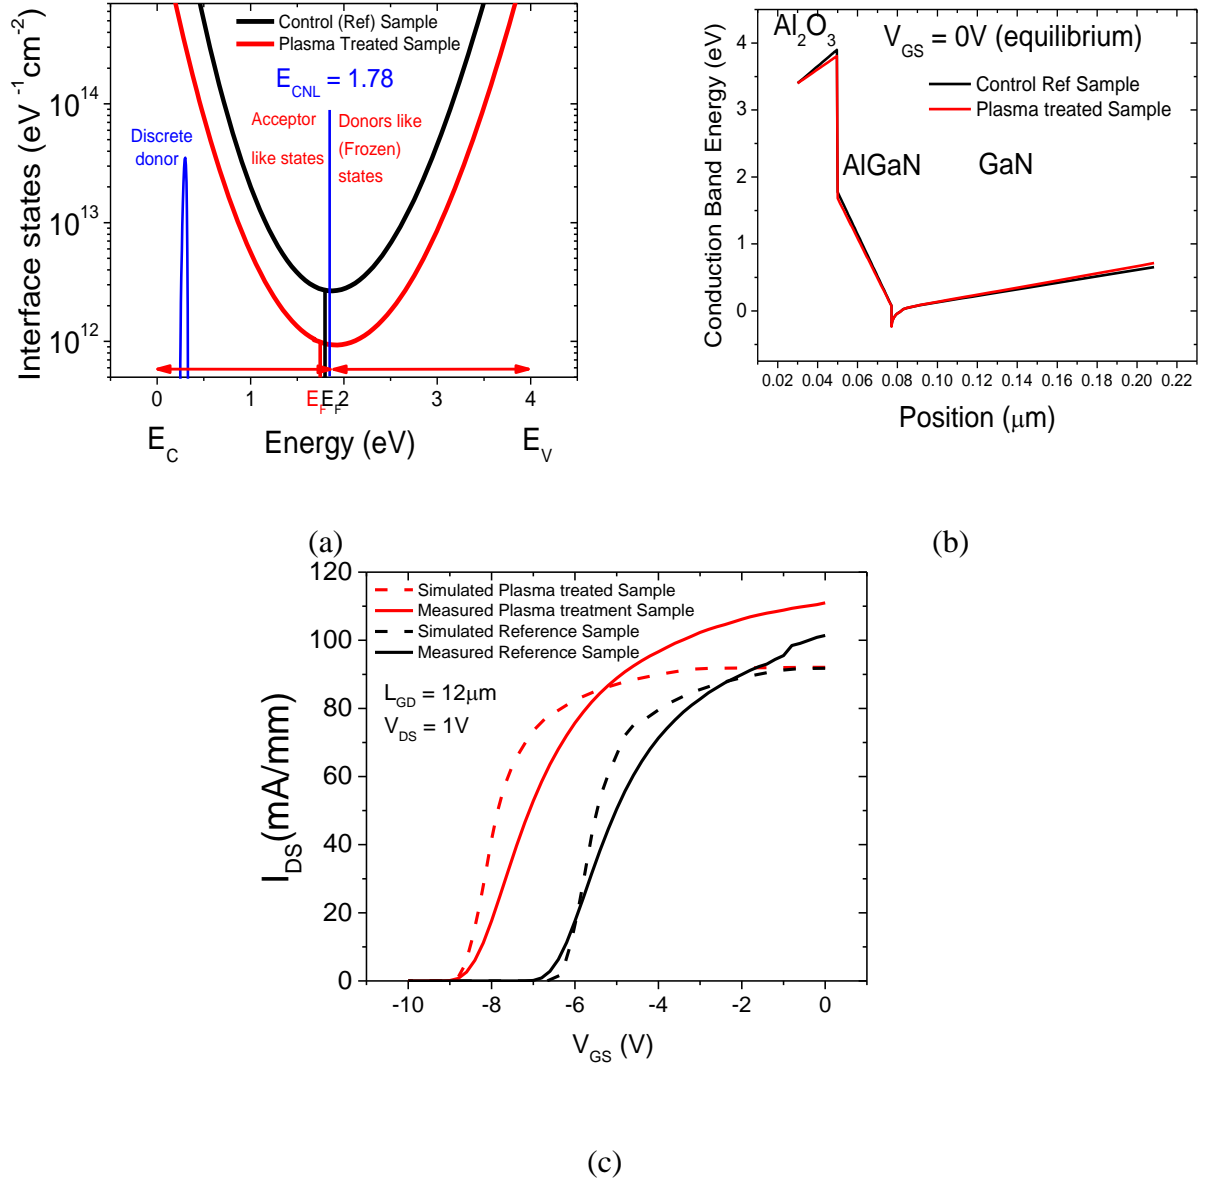 Control (Ref) Sample
Plasma Treated Sample
E_CNL = 1.78
Discrete
donor
Acceptor
like states
Donors like
(Frozen)
states
Interface states (eV⁻¹cm⁻²)
10¹⁴
10¹³
10¹²
0 1 E_F E_F 2 3 4
E_C Energy (eV) E_V
(a)
Al₂O₃ V_GS = 0V (equilibrium)
Control Ref Sample
Plasma treated Sample
AlGaN GaN
Conduction Band Energy (eV)
4
3
2
1
0
0.02 0.04 0.06 0.08 0.10 0.12 0.14 0.16 0.18 0.20 0.22
Position (μm)
(b)
Simulated Plasma treated Sample
Measured Plasma treatment Sample
Simulated Reference Sample
Measured Reference Sample
L_GD = 12μm
V_DS = 1V
I_DS(mA/mm)
120
100
80
60
40
20
0
-10 -8 -6 -4 -2 0
V_GS (V)
(c)